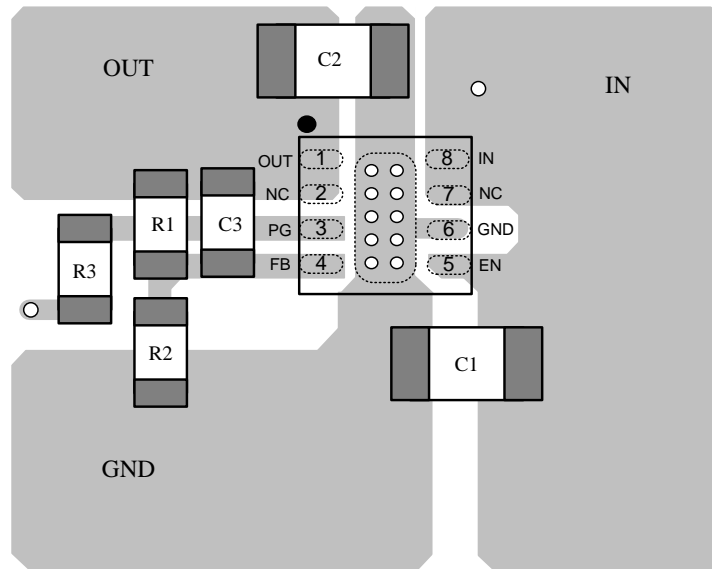 OUT
C2
IN
OUT 1
8 IN
NC 2
7 NC
R1
C3
PG 3
6 GND
R3
FB 4
5 EN
R2
C1
GND